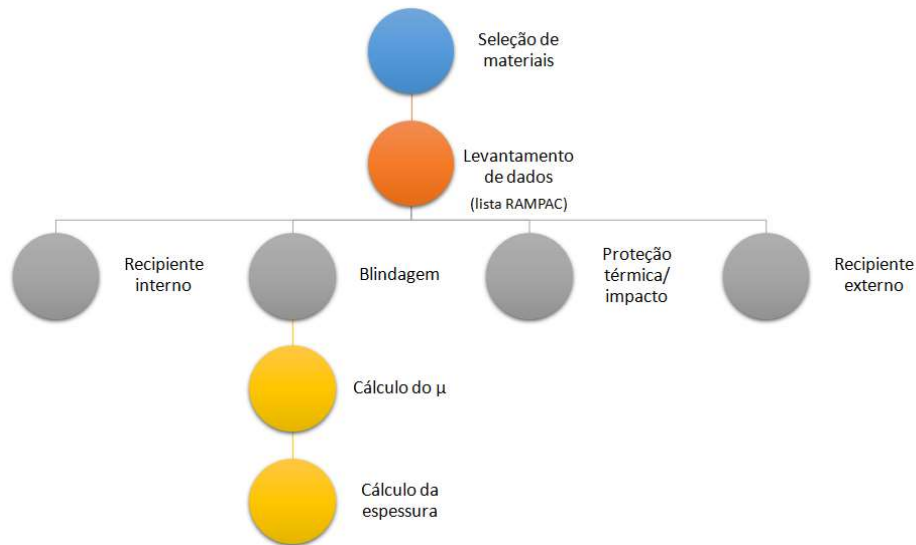 Seleção de
materiais
Levantamento
de dados
(lista RAMPAC)
Recipiente
interno
Blindagem
Proteção
térmica/
impacto
Recipiente
externo
Cálculo do μ
Cálculo da
espessura